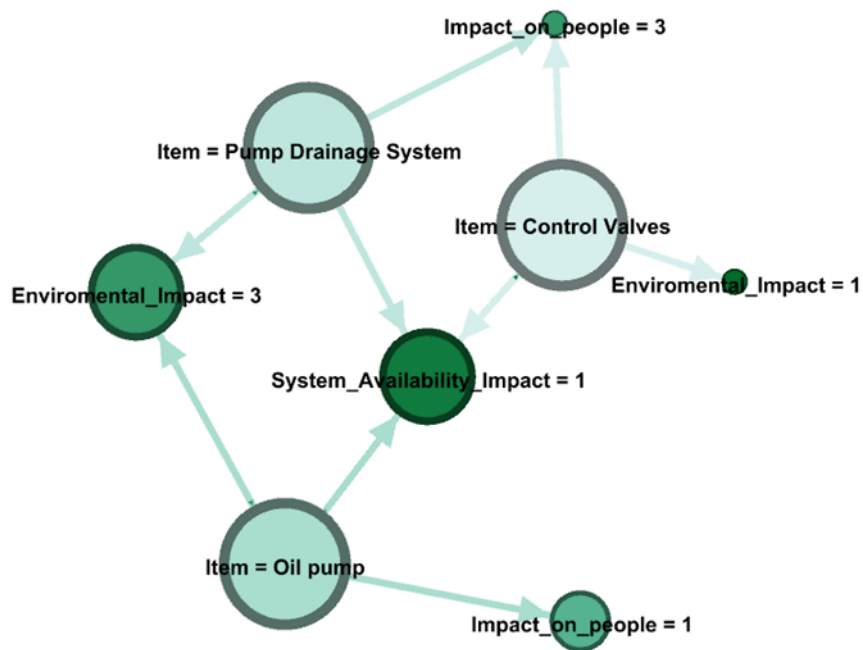 Impact_on_people = 3
Item = Pump Drainage System
Item = Control Valves
Enviromental_Impact = 1
Enviromental_Impact = 3
System_Availability_Impact = 1
Item = Oil pump
Impact_on_people = 1